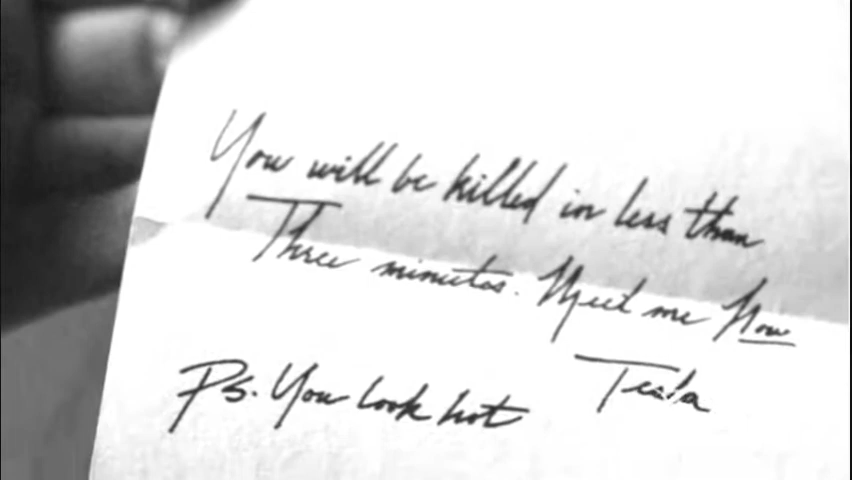 You will be killed in less than
Three minutes. Meet me Now
Tesla
Ps. You look hot